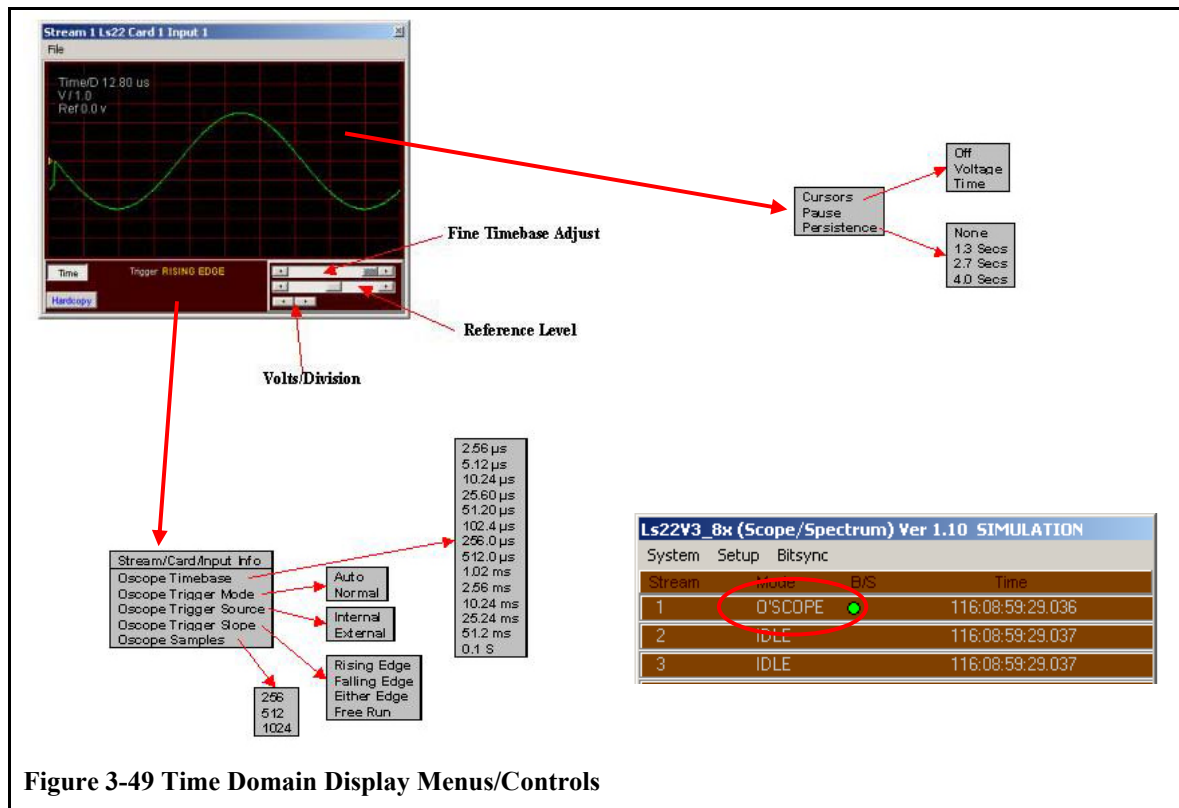 Stream 1 Ls22 Card 1 Input 1
File
Time/D 12.80 us
V / 1.0
Ref 0.0 v
Time
Trigger RISING EDGE
Hardcopy
Fine Timebase Adjust
Reference Level
Volts/Division
Cursors
Pause
Persistence
Off
Voltage
Time
None
1.3 Secs
2.7 Secs
4.0 Secs
Stream/Card/Input Info
Oscope Timebase
Oscope Trigger Mode
Oscope Trigger Source
Oscope Trigger Slope
Oscope Samples
2.56 µs
5.12 µs
10.24 µs
25.60 µs
51.20 µs
102.4 µs
256.0 µs
512.0 µs
1.02 ms
2.56 ms
10.24 ms
25.24 ms
51.2 ms
0.1 S
Auto
Normal
Internal
External
Rising Edge
Falling Edge
Either Edge
Free Run
256
512
1024
Ls22V3_8x (Scope/Spectrum) Ver 1.10 SIMULATION
System Setup Bitsync
Stream Mode B/S Time
1 O'SCOPE 116:08:59:29.036
2 IDLE 116:08:59:29.037
3 IDLE 116:08:59:29.037
Figure 3-49 Time Domain Display Menus/Controls